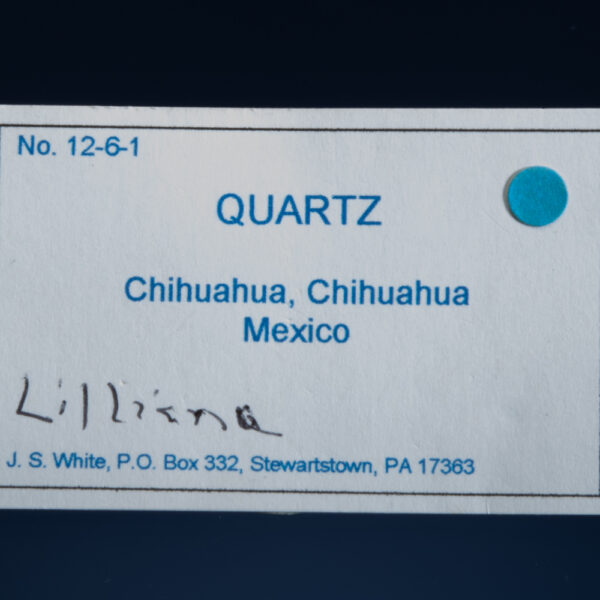 No. 12-6-1
QUARTZ
Chihuahua, Chihuahua
Mexico
Lilliana
J. S. White, P.O. Box 332, Stewartstown, PA 17363